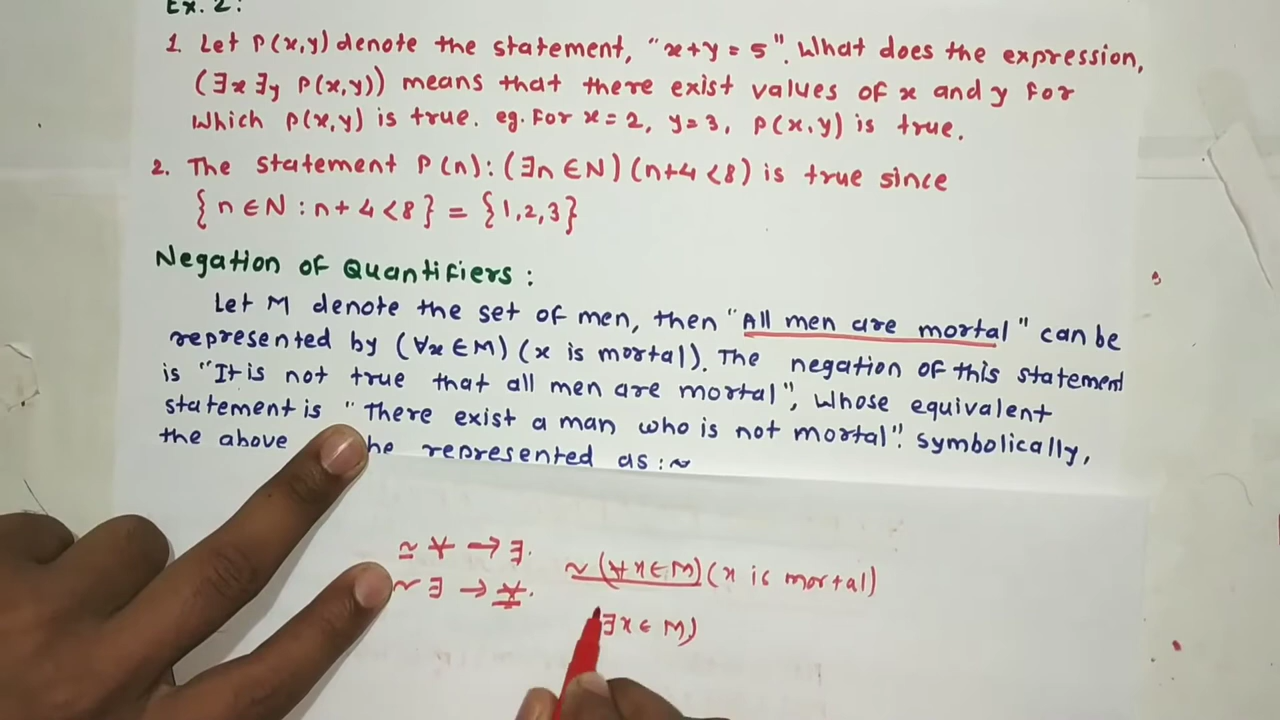 Ex. 2:
1. Let P(x,y) denote the statement, "x+y = 5". What does the expression,
(∃x ∃y P(x,y)) means that there exist values of x and y for
which P(x,y) is true. eg. For x=2, y=3, P(x,y) is true.
2. The statement P(n): (∃n ∈ N) (n+4 < 8) is true since
{n ∈ N : n+4 < 8} = {1,2,3}
Negation of Quantifiers :
Let M denote the set of men, then "All men are mortal" can be
represented by (∀x ∈ M) (x is mortal). The negation of this statement
is "It is not true that all men are mortal", whose equivalent
statement is "There exist a man who is not mortal". Symbolically,
the above represented as: ~
≃ ∀ → ∃.
~ ∃ → ∀.
~ (∀x ∈ M) (x is mortal)
∃x ∈ M)